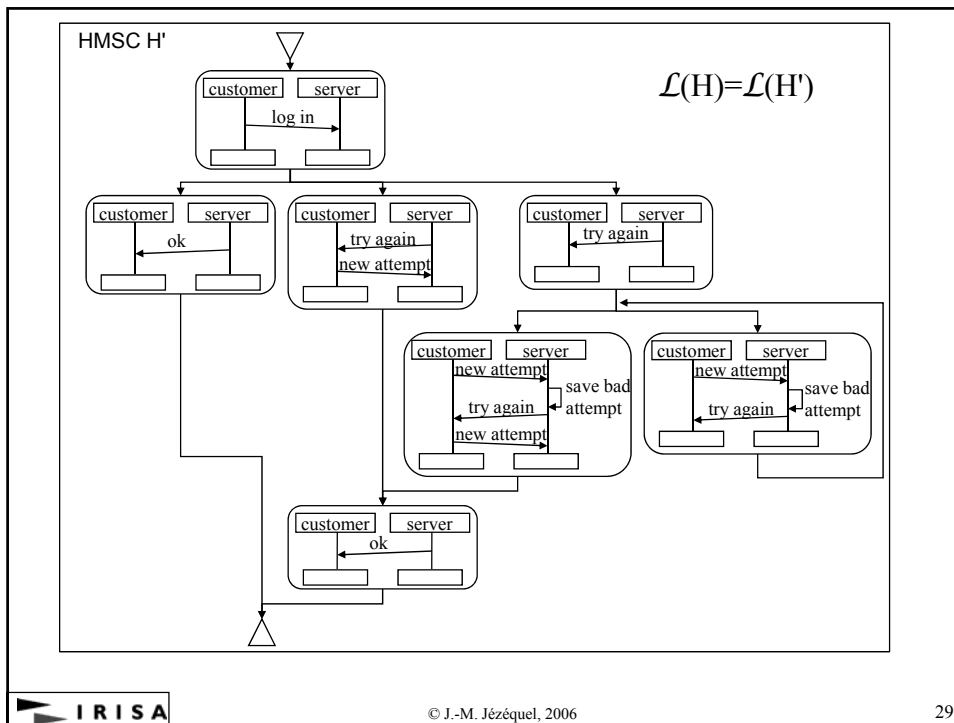 HMSC H'
ℒ(H)=ℒ(H')
customer server
log in
customer server
ok
customer server
try again
new attempt
customer server
try again
customer server
new attempt
save bad
attempt
try again
new attempt
customer server
new attempt
save bad
attempt
try again
customer server
ok
IRISA
© J.-M. Jézéquel, 2006
29